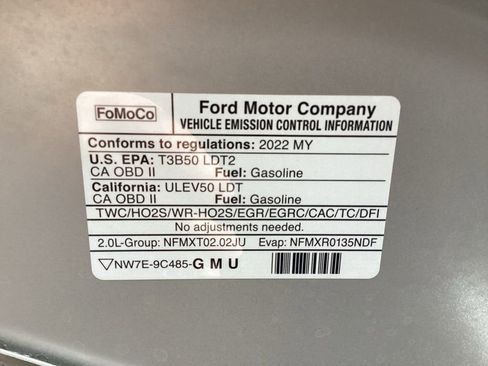 FoMoCo
Ford Motor Company
VEHICLE EMISSION CONTROL INFORMATION
Conforms to regulations: 2022 MY
U.S. EPA: T3B50 LDT2
CA OBD II Fuel: Gasoline
California: ULEV50 LDT
CA OBD II Fuel: Gasoline
TWC/HO2S/WR-HO2S/EGR/EGRC/CAC/TC/DFI
No adjustments needed.
2.0L-Group: NFMXT02.02JU Evap: NFMXR0135NDF
NW7E-9C485-GMU